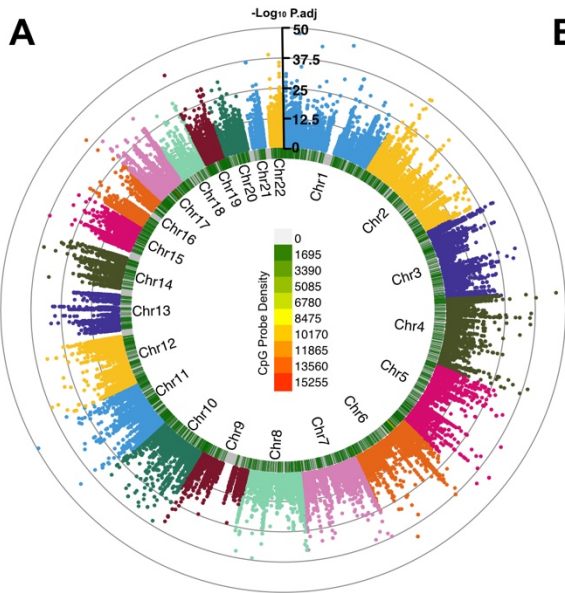 A
-Log₁₀ P.adj
50
37.5
25
12.5
0
Chr1
Chr2
Chr3
Chr4
Chr5
Chr6
Chr7
Chr8
Chr9
Chr10
Chr11
Chr12
Chr13
Chr14
Chr15
Chr16
Chr17
Chr18
Chr19
Chr20
Chr21
Chr22
CpG Probe Density
0
1695
3390
5085
6780
8475
10170
11865
13560
15255